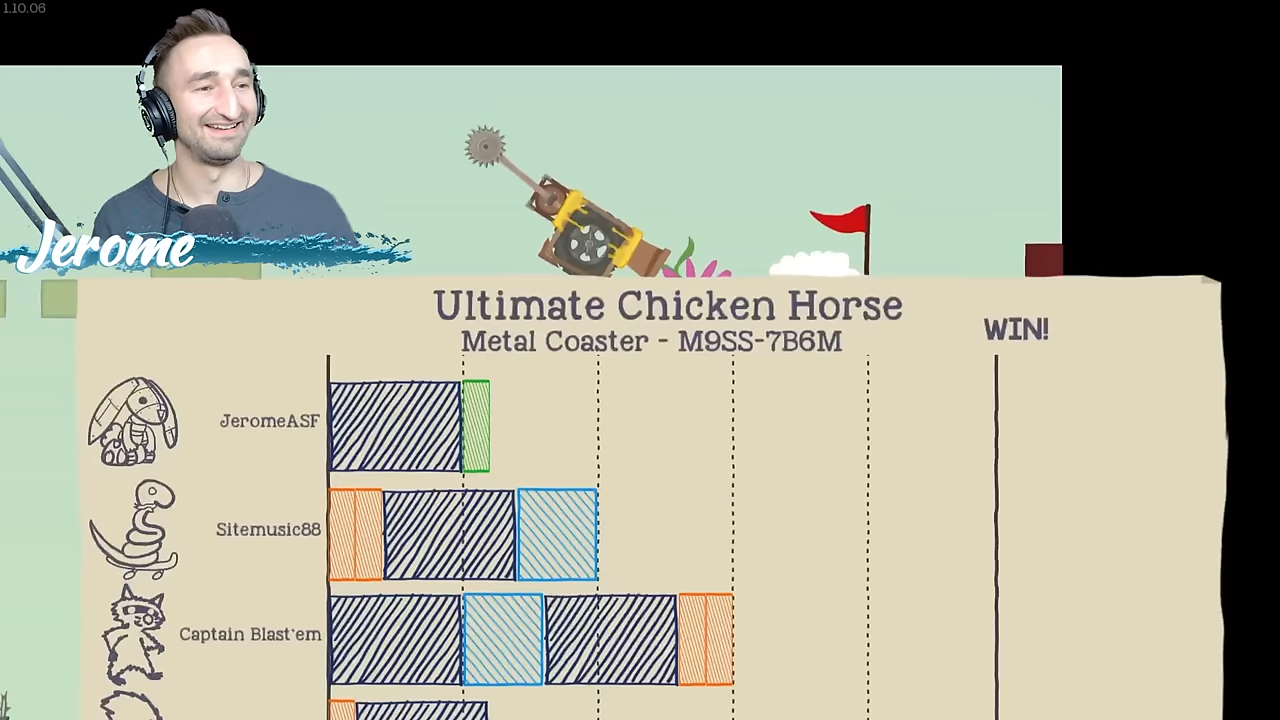 1.10.06
Jerome
Ultimate Chicken Horse
Metal Coaster - M9SS-7B6M
WIN!
JeromeASF
Sitemusic88
Captain Blast'em